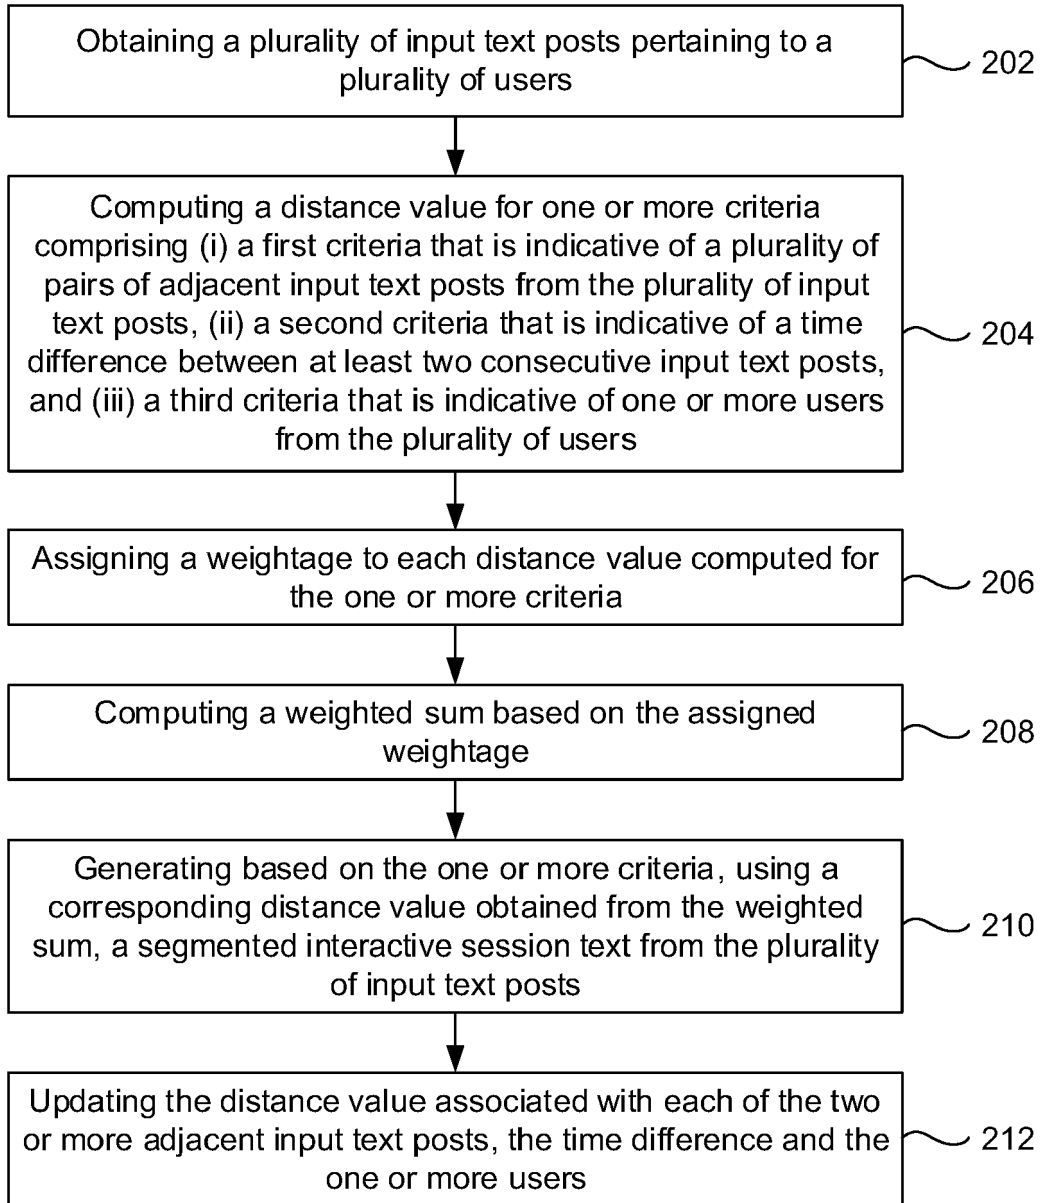 Obtaining a plurality of input text posts pertaining to a
plurality of users
202
Computing a distance value for one or more criteria
comprising (i) a first criteria that is indicative of a plurality of
pairs of adjacent input text posts from the plurality of input
text posts, (ii) a second criteria that is indicative of a time
difference between at least two consecutive input text posts,
and (iii) a third criteria that is indicative of one or more users
from the plurality of users
204
Assigning a weightage to each distance value computed for
the one or more criteria
206
Computing a weighted sum based on the assigned
weightage
208
Generating based on the one or more criteria, using a
corresponding distance value obtained from the weighted
sum, a segmented interactive session text from the plurality
of input text posts
210
Updating the distance value associated with each of the two
or more adjacent input text posts, the time difference and the
one or more users
212